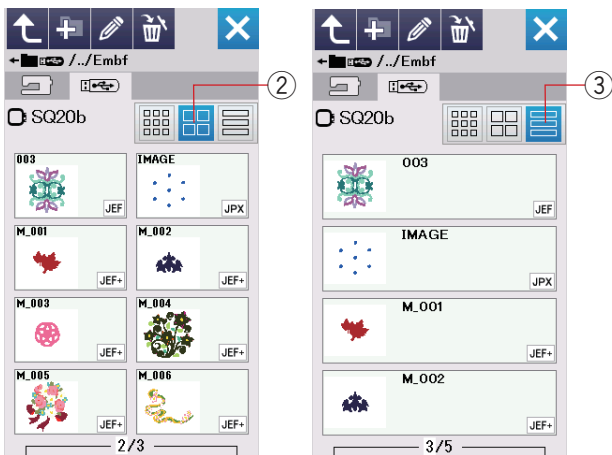 /../Embf
SQ20b
②
003
IMAGE
JEF
JPX
M_001
M_002
JEF+
JEF+
M_003
M_004
JEF+
JEF+
M_005
M_006
JEF+
JEF+
2/3
/../Embf
SQ20b
③
003
JEF
IMAGE
JPX
M_001
JEF+
M_002
JEF+
3/5